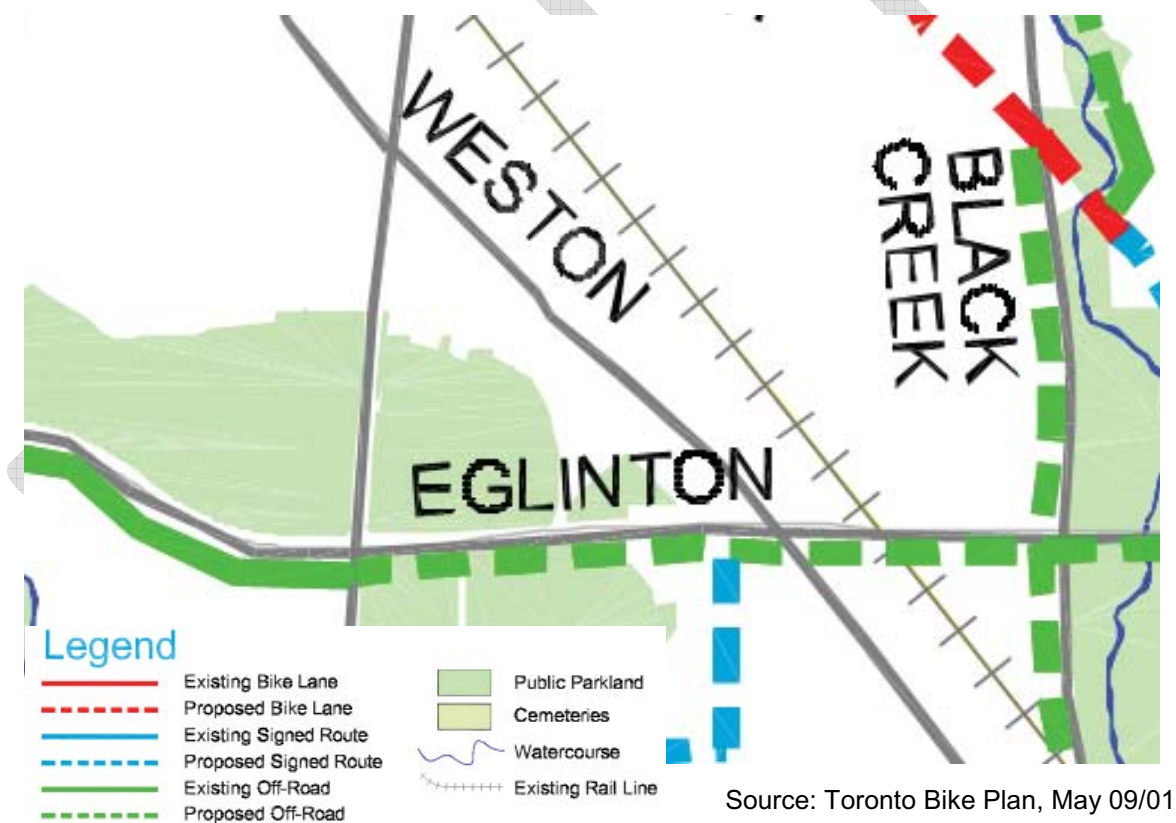 WESTON
BLACK
CREEK
EGLINTON
Legend
Existing Bike Lane
Proposed Bike Lane
Existing Signed Route
Proposed Signed Route
Existing Off-Road
Proposed Off-Road
Public Parkland
Cemeteries
Watercourse
Existing Rail Line
Source: Toronto Bike Plan, May 09/01